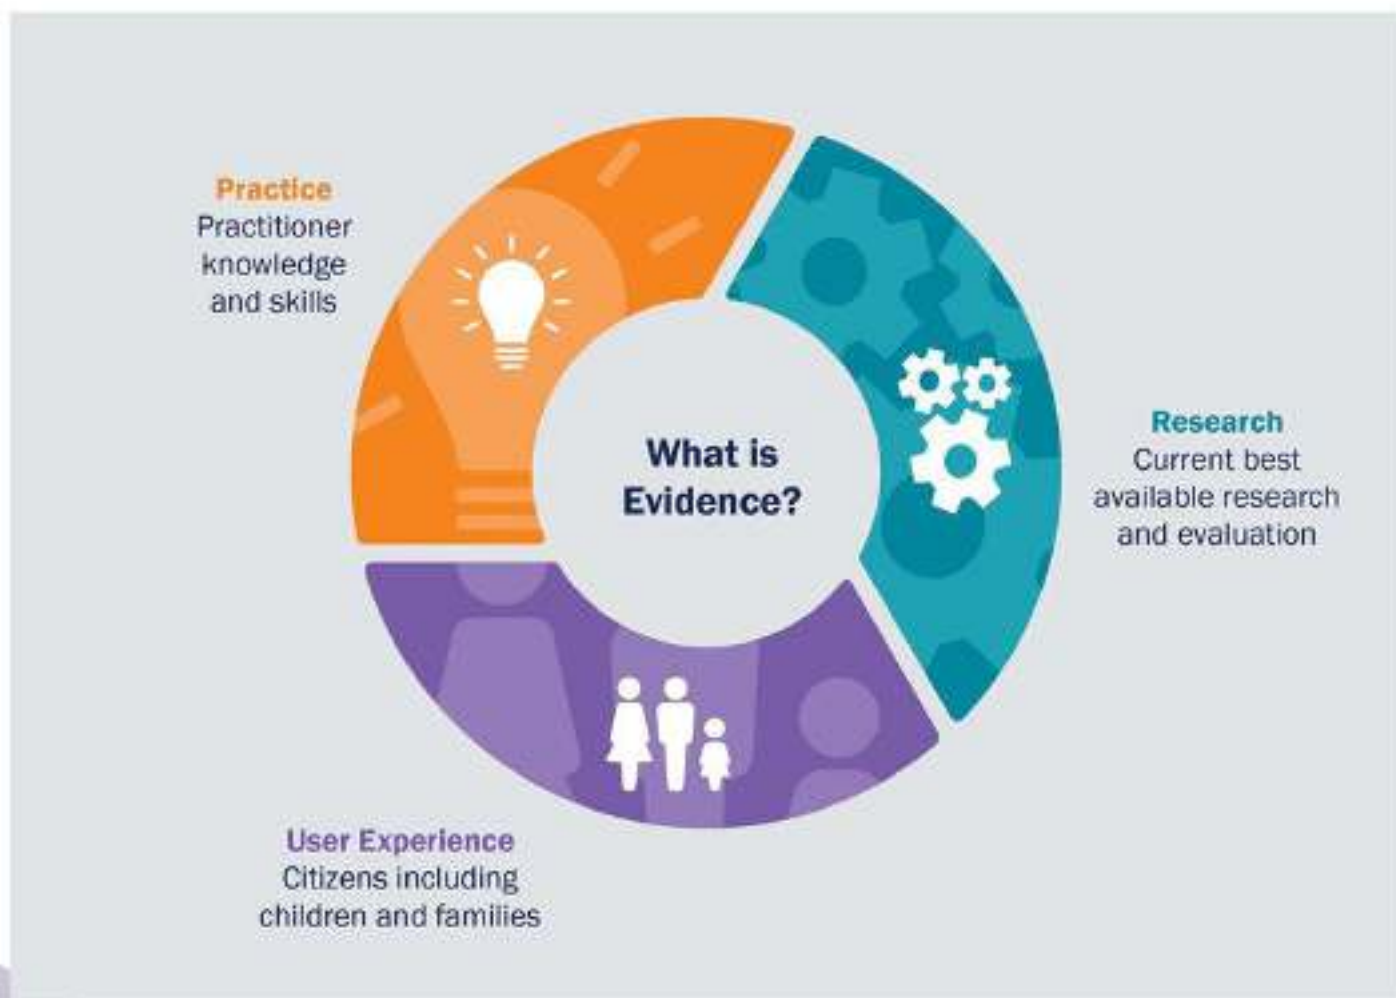 Practice
Practitioner
knowledge
and skills
What is
Evidence?
Research
Current best
available research
and evaluation
User Experience
Citizens including
children and families